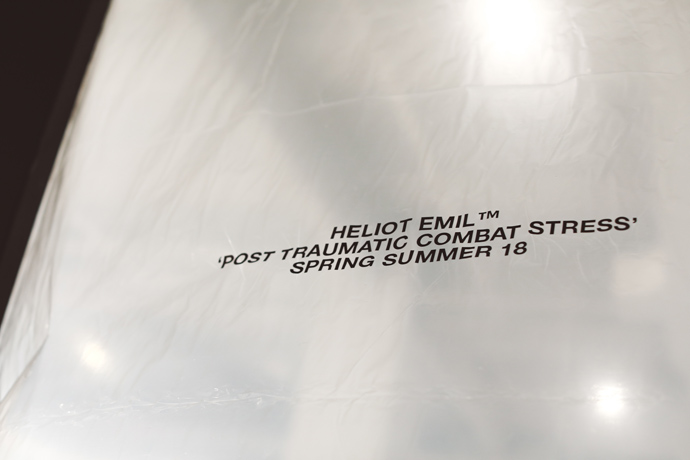 HELIOT EMIL™
‘POST TRAUMATIC COMBAT STRESS’
SPRING SUMMER 18